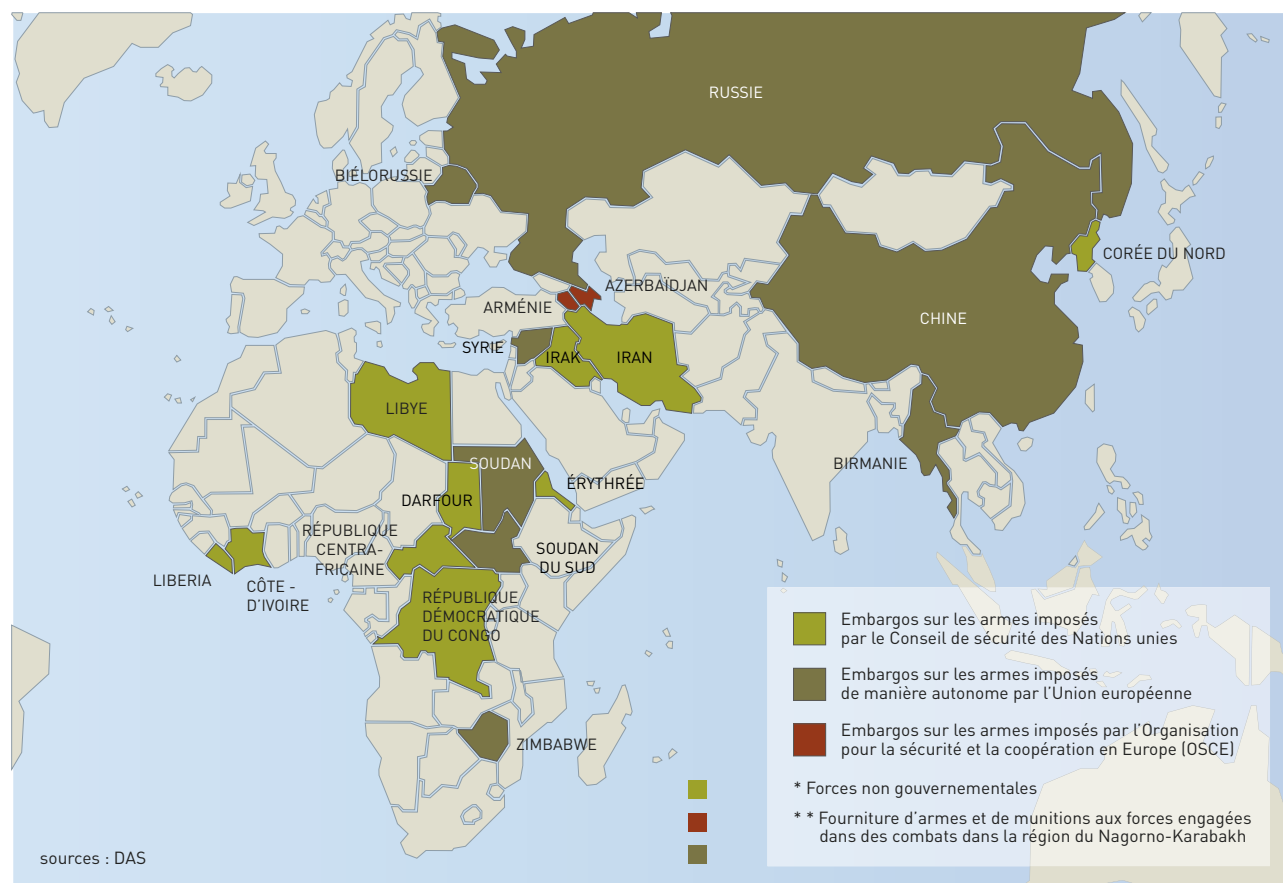 RUSSIE
BIÉLORUSSIE
CORÉE DU NORD
AZERBAÏDJAN
ARMÉNIE
CHINE
SYRIE
IRAK
IRAN
LIBYE
BIRMANIE
SOUDAN
ÉRYTHRÉE
DARFOUR
RÉPUBLIQUE
CENTRA-
FRICAINE
SOUDAN
DU SUD
LIBERIA
CÔTE -
D'IVOIRE
RÉPUBLIQUE
DÉMOCRATIQUE
DU CONGO
ZIMBABWE
Embargos sur les armes imposés
par le Conseil de sécurité des Nations unies
Embargos sur les armes imposés
de manière autonome par l'Union européenne
Embargos sur les armes imposés par l'Organisation
pour la sécurité et la coopération en Europe (OSCE)
* Forces non gouvernementales
* * Fourniture d'armes et de munitions aux forces engagées
dans des combats dans la région du Nagorno-Karabakh
sources : DAS